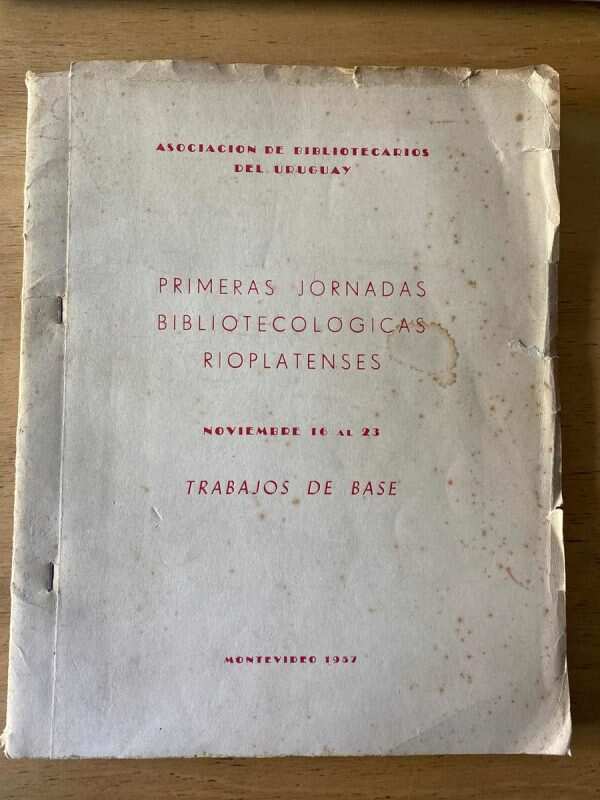 ASOCIACION DE BIBLIOTECARIOS
DEL URUGUAY
PRIMERAS JORNADAS
BIBLIOTECOLOGICAS
RIOPLATENSES
NOVIEMBRE 16 AL 23
TRABAJOS DE BASE
MONTEVIDEO 1957